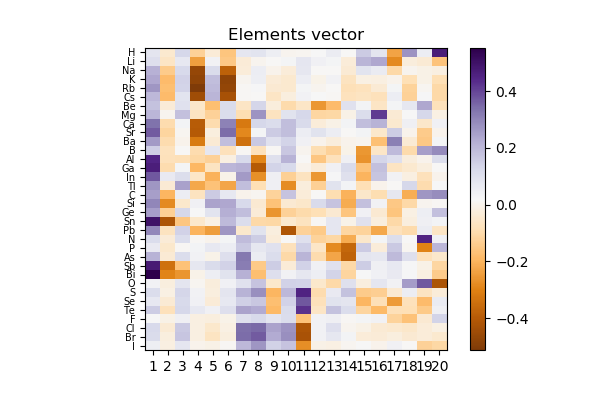 Elements vector
H
Li
Na
K
Rb
Cs
Be
Mg
Ca
Sr
Ba
B
Al
Ga
In
Tl
C
Si
Ge
Sn
Pb
N
P
As
Sb
Bi
O
S
Se
Te
F
Cl
Br
I
1 2 3 4 5 6 7 8 9 10 11 12 13 14 15 16 17 18 19 20
0.4
0.2
0.0
−0.2
−0.4